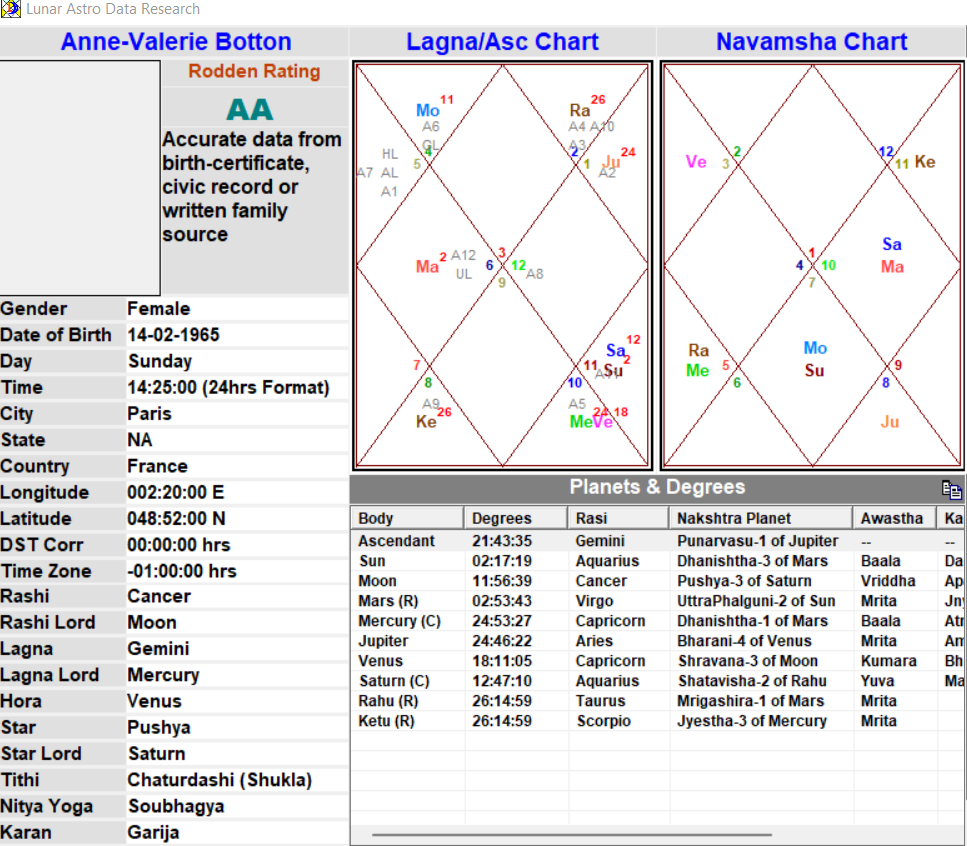 Lunar Astro Data Research
Anne-Valerie Botton
Rodden Rating
AA
Accurate data from
birth-certificate,
civic record or
written family
source
Gender Female
Date of Birth 14-02-1965
Day Sunday
Time 14:25:00 (24hrs Format)
City Paris
State NA
Country France
Longitude 002:20:00 E
Latitude 048:52:00 N
DST Corr 00:00:00 hrs
Time Zone -01:00:00 hrs
Rashi Cancer
Rashi Lord Moon
Lagna Gemini
Lagna Lord Mercury
Hora Venus
Star Pushya
Star Lord Saturn
Tithi Chaturdashi (Shukla)
Nitya Yoga Soubhagya
Karan Garija
Lagna/Asc Chart
Mo 11
A6
GL
4
HL
5
A7 AL
A1
Ra 26
A4 A10
A3
2
1 Ju 24
A2
Ma 2 A12
UL
6 3 12
9
A8
7
8
A9
Ke 26
Sa 12
11 Su 2
10
A5
Me 24 Ve 18
Navamsha Chart
Ve 3 2
12
11 Ke
Sa
Ma
1
4 10
7
Ra
Me 5
6
Mo
Su
9
8
Ju
Planets & Degrees
Body Degrees Rasi Nakshtra Planet Awastha Ka
Ascendant 21:43:35 Gemini Punarvasu-1 of Jupiter -- --
Sun 02:17:19 Aquarius Dhanishtha-3 of Mars Baala Da
Moon 11:56:39 Cancer Pushya-3 of Saturn Vriddha Ap
Mars (R) 02:53:43 Virgo UttraPhalguni-2 of Sun Mrita Jny
Mercury (C) 24:53:27 Capricorn Dhanishtha-1 of Mars Baala Atr
Jupiter 24:46:22 Aries Bharani-4 of Venus Mrita Am
Venus 18:11:05 Capricorn Shravana-3 of Moon Kumara Bh
Saturn (C) 12:47:10 Aquarius Shatavisha-2 of Rahu Yuva Ma
Rahu (R) 26:14:59 Taurus Mrigashira-1 of Mars Mrita
Ketu (R) 26:14:59 Scorpio Jyestha-3 of Mercury Mrita